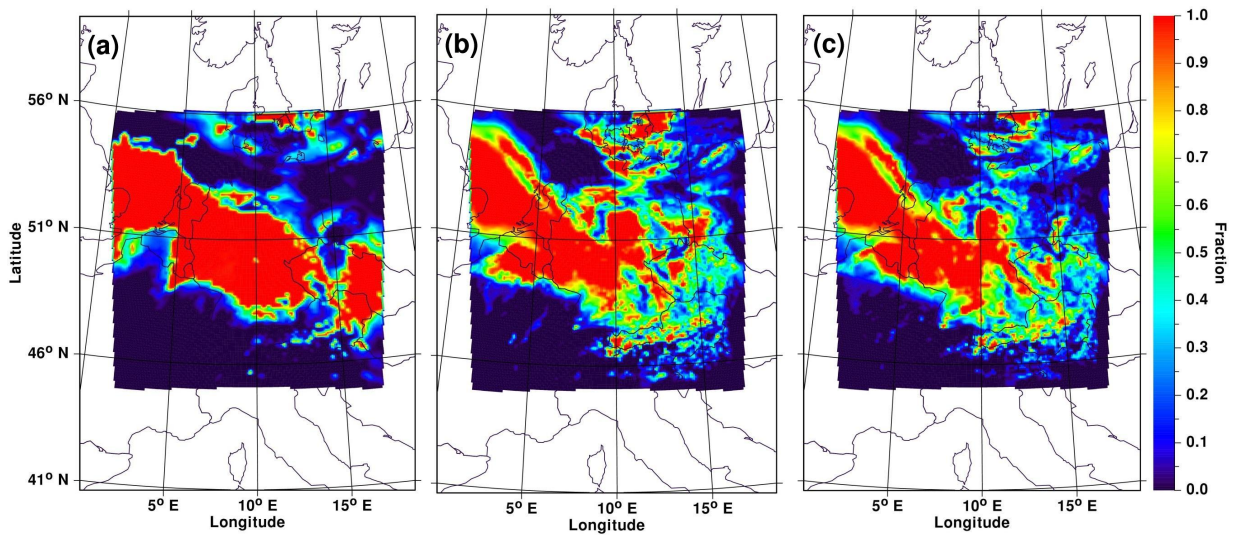 (a) (b) (c)
1.0
0.9
0.8
0.7
0.6
0.5
0.4
0.3
0.2
0.1
0.0
Fraction
56° N
51° N
46° N
41° N
Latitude
5° E 10° E 15° E 5° E 10° E 15° E 5° E 10° E 15° E
Longitude Longitude Longitude